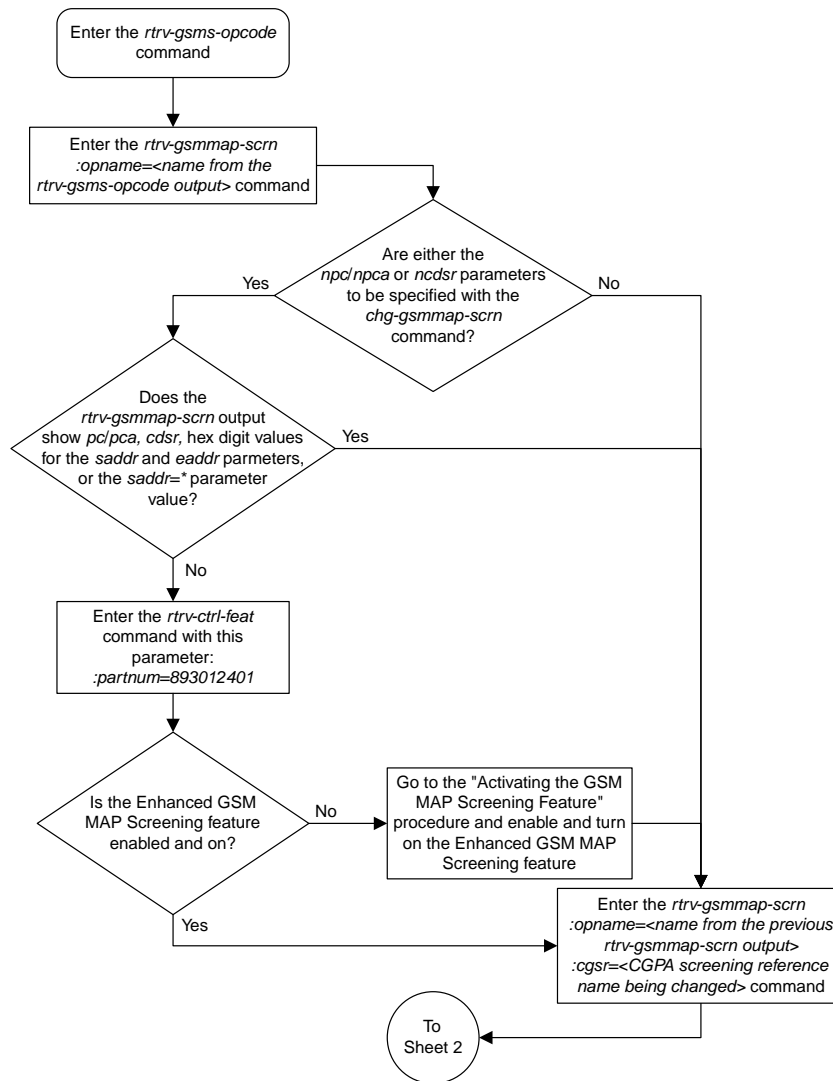 Enter the rtrv-gsms-opcode
command
Enter the rtrv-gsmmap-scrn
:opname=<name from the
rtrv-gsms-opcode output> command
Are either the
npc/npca or ncdsr parameters
to be specified with the
chg-gsmmap-scrn
command?
Yes
No
Does the
rtrv-gsmmap-scrn output
show pc/pca, cdsr, hex digit values
for the saddr and eaddr parmeters,
or the saddr=* parameter
value?
Yes
No
Enter the rtrv-ctrl-feat
command with this
parameter:
:partnum=893012401
Is the Enhanced GSM
MAP Screening feature
enabled and on?
No
Go to the "Activating the GSM
MAP Screening Feature"
procedure and enable and turn
on the Enhanced GSM MAP
Screening feature
Yes
Enter the rtrv-gsmmap-scrn
:opname=<name from the previous
rtrv-gsmmap-scrn output>
:cgsr=<CGPA screening reference
name being changed> command
To
Sheet 2